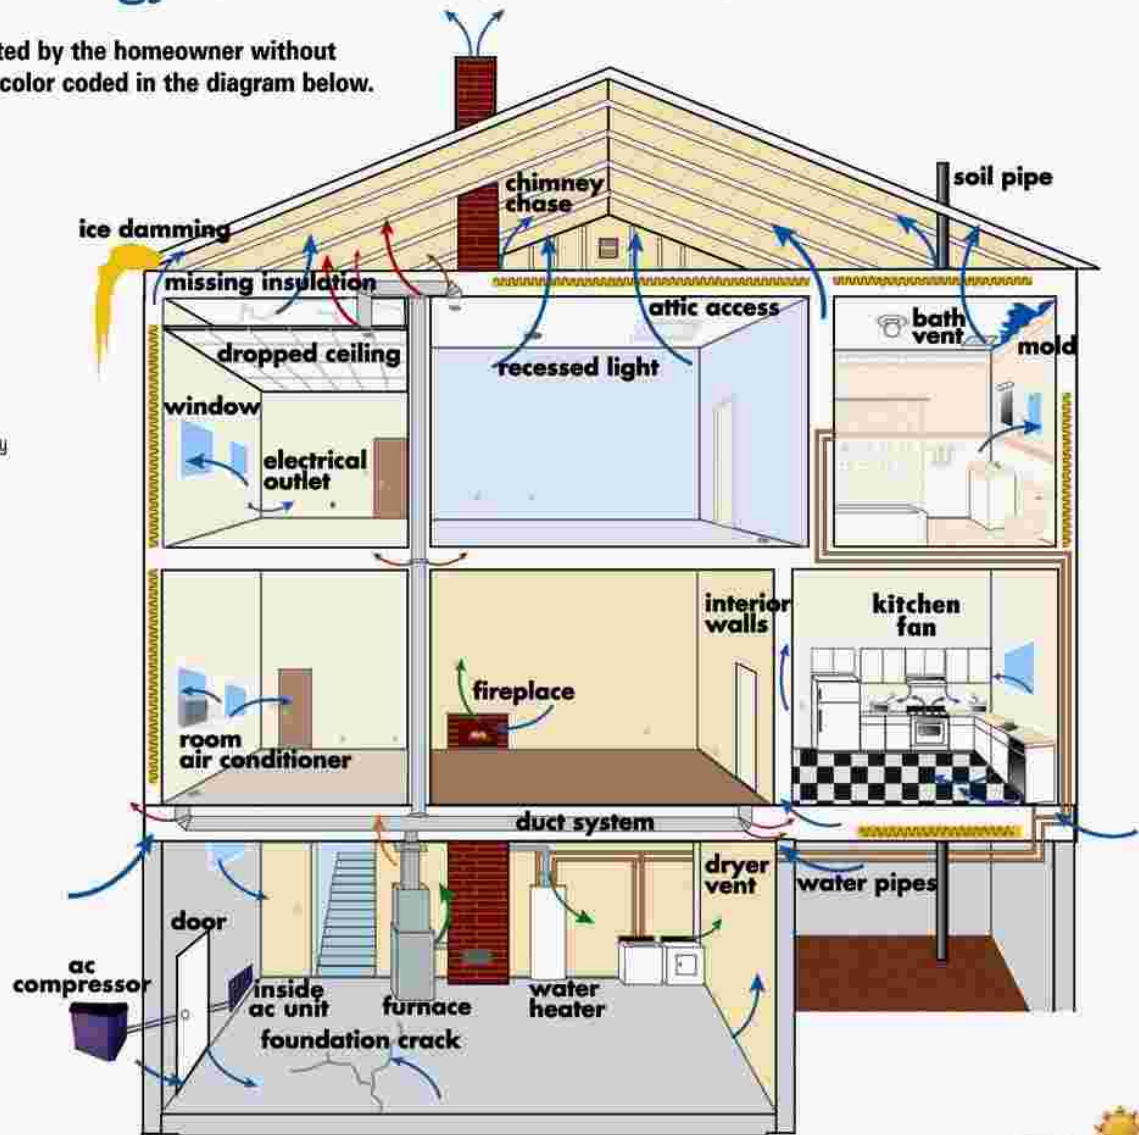 ted by the homeowner without
color coded in the diagram below.
soil pipe
chimney
chase
ice damming
missing insulation
attic access
bath
vent
mold
dropped ceiling
recessed light
window
electrical
outlet
interior
walls
kitchen
fan
fireplace
room
air conditioner
duct system
dryer
vent
water pipes
door
ac
compressor
inside
ac unit
furnace
water
heater
foundation crack
y